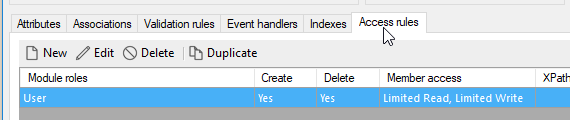 Attributes Associations Validation rules Event handlers Indexes Access rules
New Edit Delete Duplicate
Module roles Create Delete Member access XPath
User Yes Yes Limited Read, Limited Write